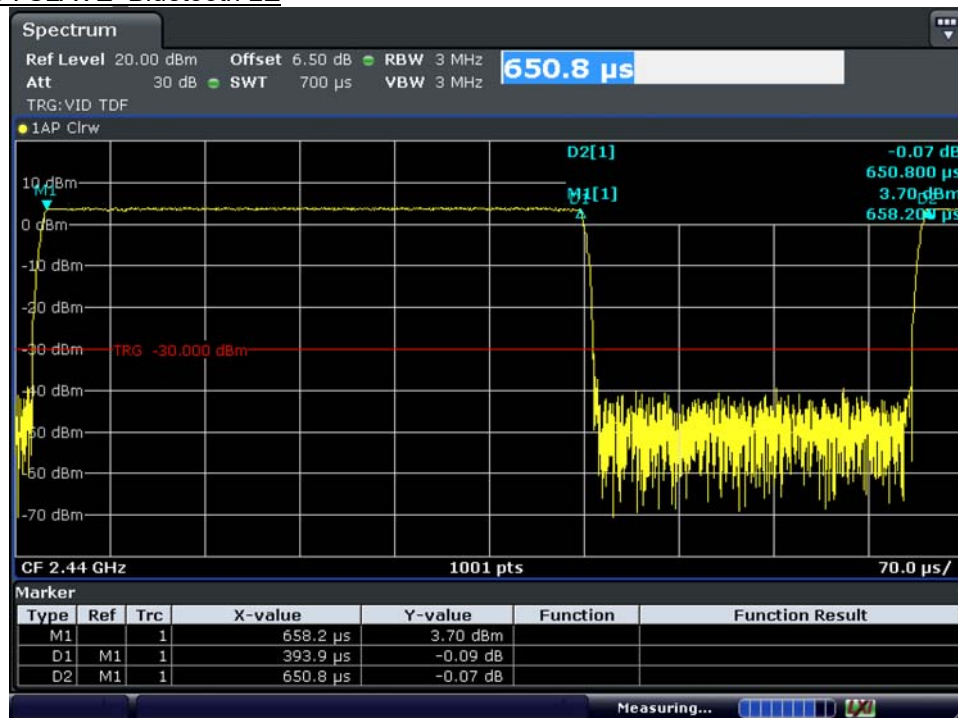 Bluetooth LE
Spectrum
Ref Level 20.00 dBm Offset 6.50 dB RBW 3 MHz
650.8 µs
Att 30 dB SWT 700 µs VBW 3 MHz
TRG:VID TDF
1AP Clrw
D2[1] -0.07 dB
650.800 µs
M1[1] 3.70 dBm
658.200 µs
10 dBm
M1
D1
D2
0 dBm
-10 dBm
-20 dBm
-30 dBm
TRG -30.000 dBm
-40 dBm
-50 dBm
-60 dBm
-70 dBm
CF 2.44 GHz 1001 pts 70.0 µs/
Marker
Type Ref Trc X-value Y-value Function Function Result
M1 1 658.2 µs 3.70 dBm
D1 M1 1 393.9 µs -0.09 dB
D2 M1 1 650.8 µs -0.07 dB
Measuring... LXI